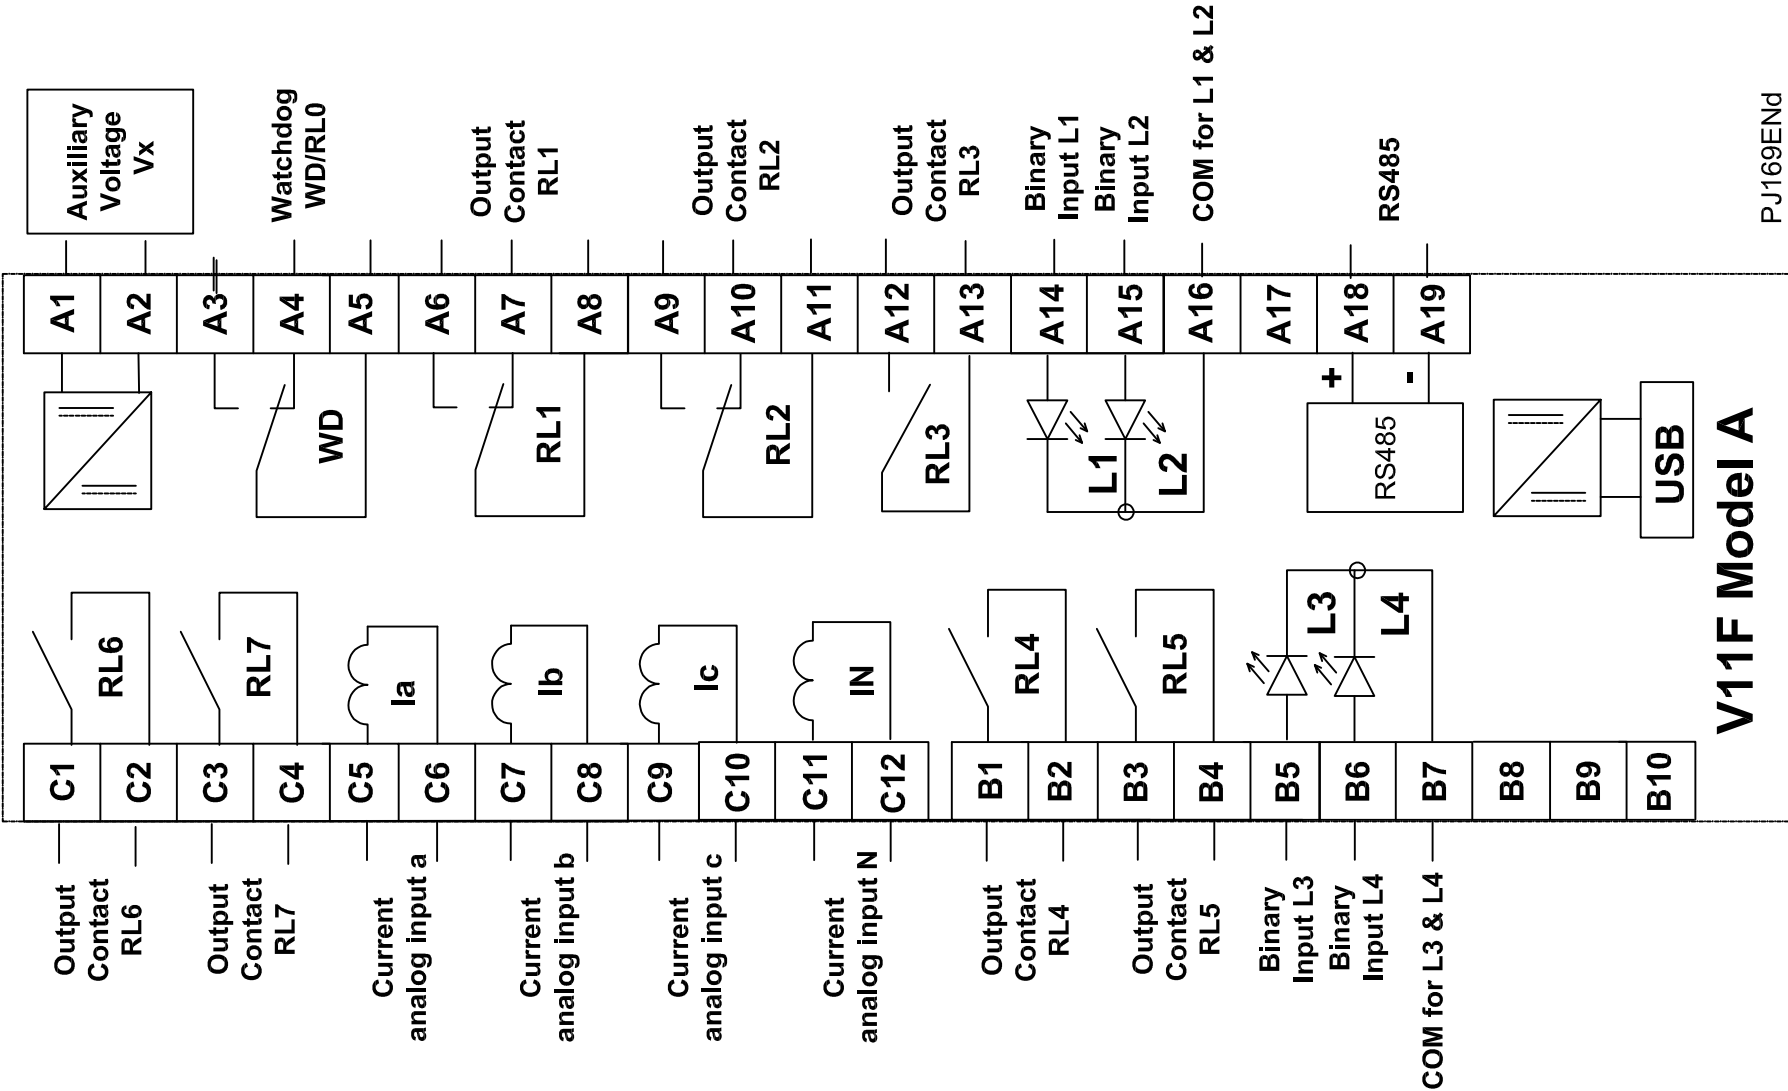 Auxiliary
Voltage
Vx
Watchdog
WD/RL0
Output
Contact
RL1
Output
Contact
RL2
Output
Contact
RL3
Binary
Input L1
Binary
Input L2
COM for L1 & L2
RS485
A1
A2
A3
A4
A5
A6
A7
A8
A9
A10
A11
A12
A13
A14
A15
A16
A17
A18
A19
WD
RL1
RL2
RL3
L1
L2
+
-
RS485
USB
RL6
RL7
Ia
Ib
Ic
IN
RL4
RL5
L3
L4
C1
C2
C3
C4
C5
C6
C7
C8
C9
C10
C11
C12
B1
B2
B3
B4
B5
B6
B7
B8
B9
B10
Output
Contact
RL6
Output
Contact
RL7
Current
analog input a
Current
analog input b
Current
analog input c
Current
analog input N
Output
Contact
RL4
Output
Contact
RL5
Binary
Input L3
Binary
Input L4
COM for L3 & L4
V11F Model A
PJ169ENd